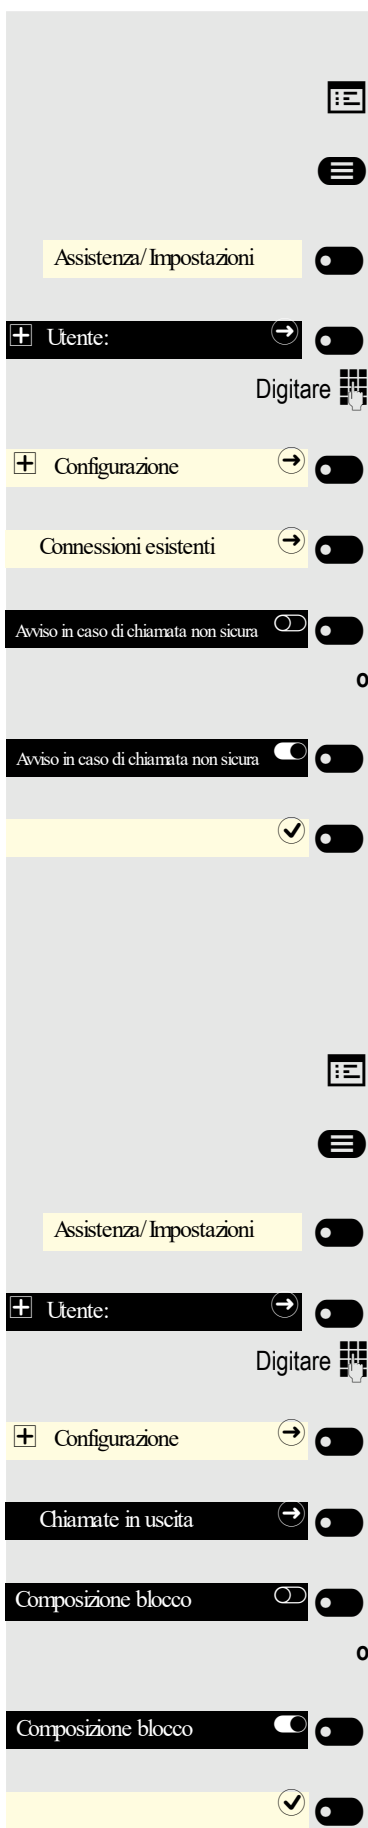 Assistenza/Impostazioni
Utente:
Digitare
Configurazione
Connessioni esistenti
Avviso in caso di chiamata non sicura
o
Avviso in caso di chiamata non sicura
Assistenza/Impostazioni
Utente:
Digitare
Configurazione
Chiamate in uscita
Composizione blocco
o
Composizione blocco